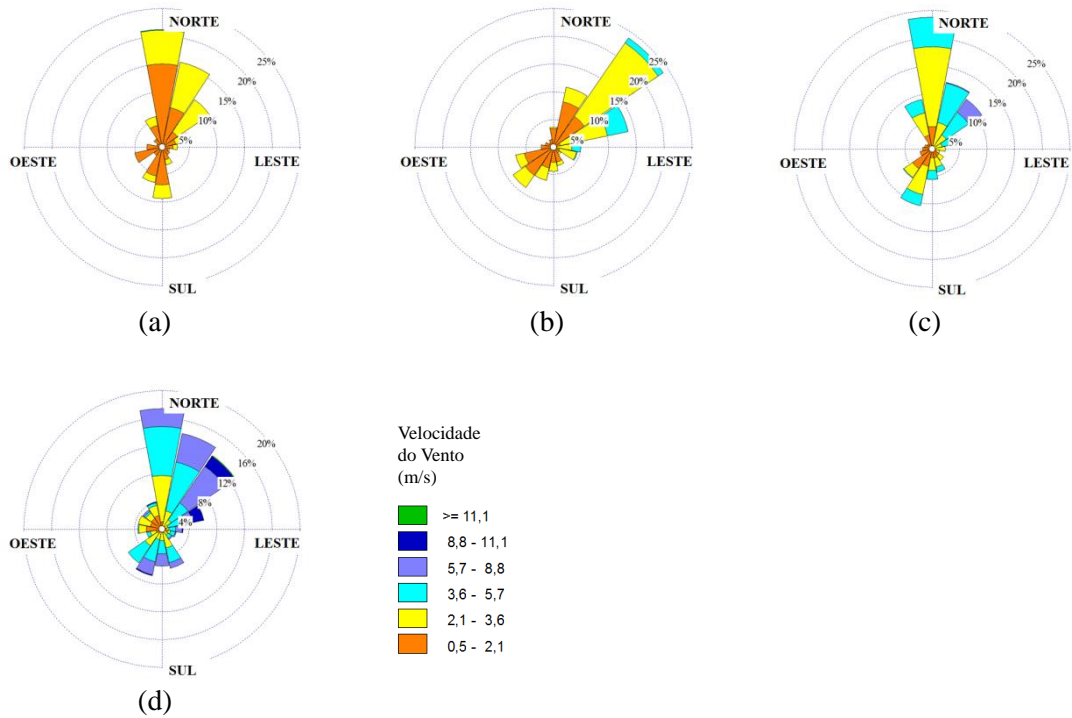 NORTE
25%
20%
15%
10%
5%
OESTE
LESTE
SUL
(a)
NORTE
25%
20%
15%
10%
5%
OESTE
LESTE
SUL
(b)
NORTE
25%
20%
15%
10%
5%
OESTE
LESTE
SUL
(c)
NORTE
20%
16%
12%
8%
4%
OESTE
LESTE
SUL
(d)
Velocidade
do Vento
(m/s)
>= 11,1
8,8 - 11,1
5,7 - 8,8
3,6 - 5,7
2,1 - 3,6
0,5 - 2,1